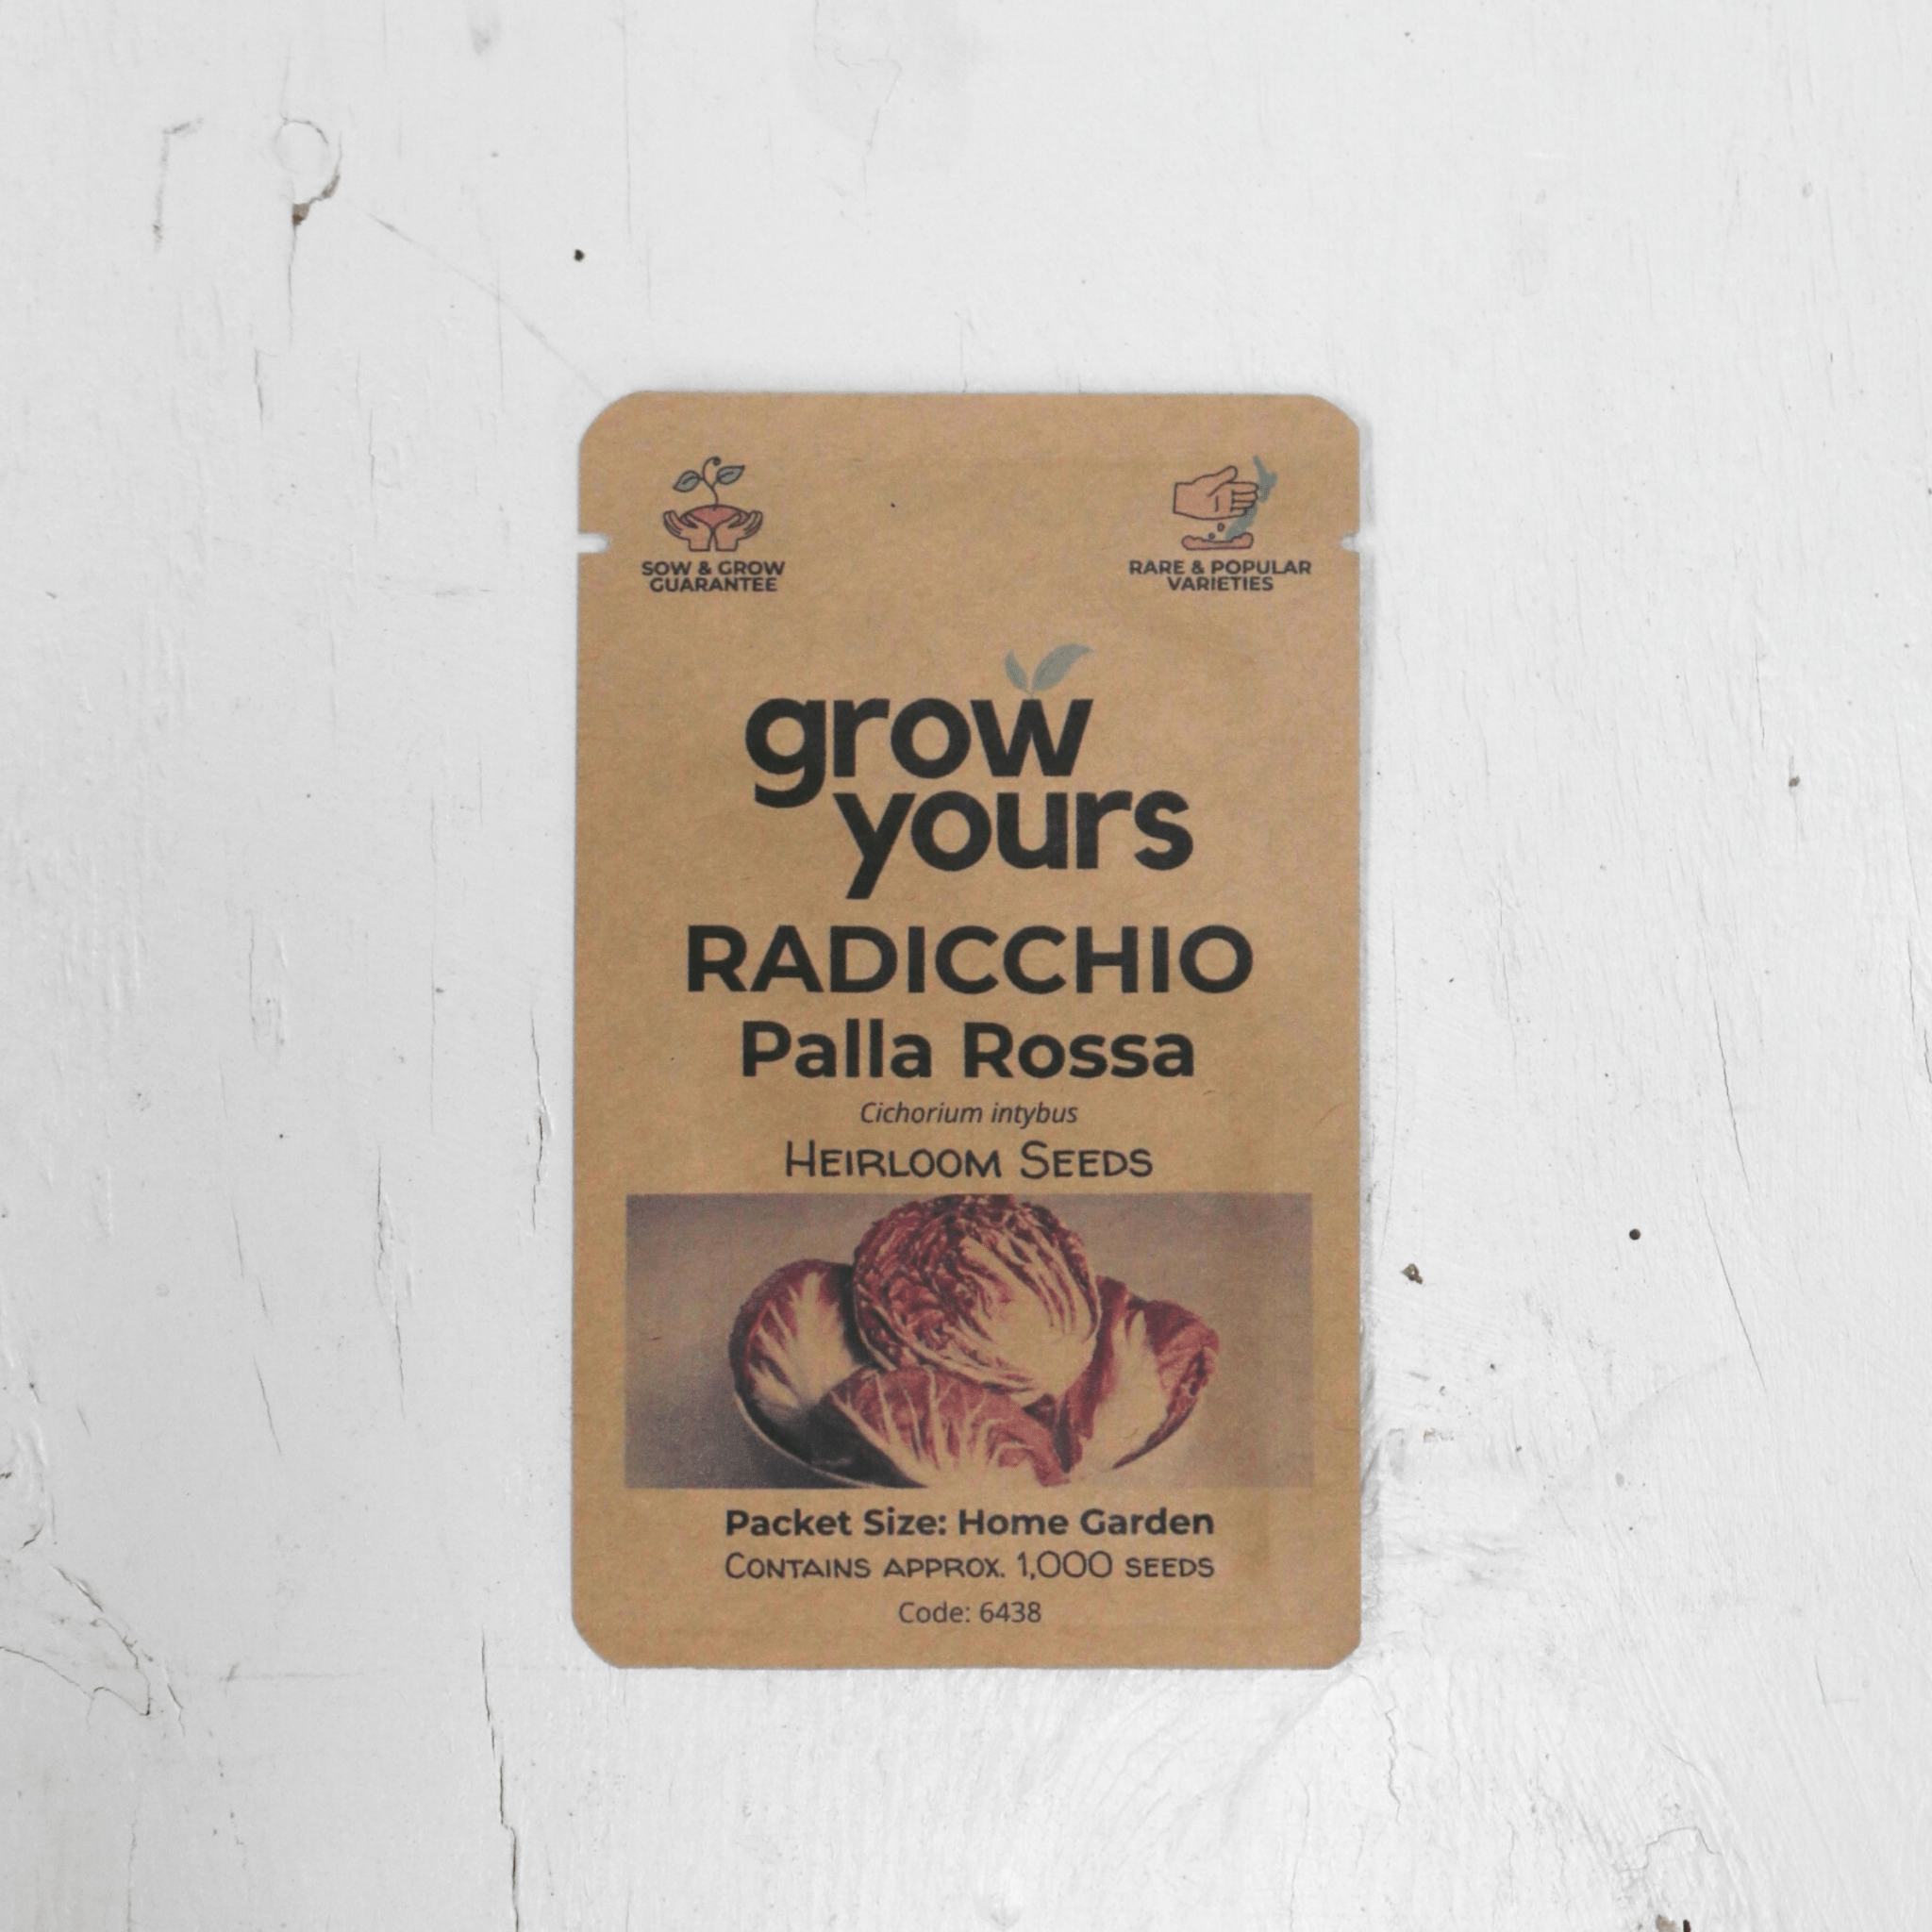 SOW & GROW
GUARANTEE
RARE & POPULAR
VARIETIES
grow
yours
RADICCHIO
Palla Rossa
Cichorium intybus
HEIRLOOM SEEDS
Packet Size: Home Garden
CONTAINS APPROX. 1,000 SEEDS
Code: 6438